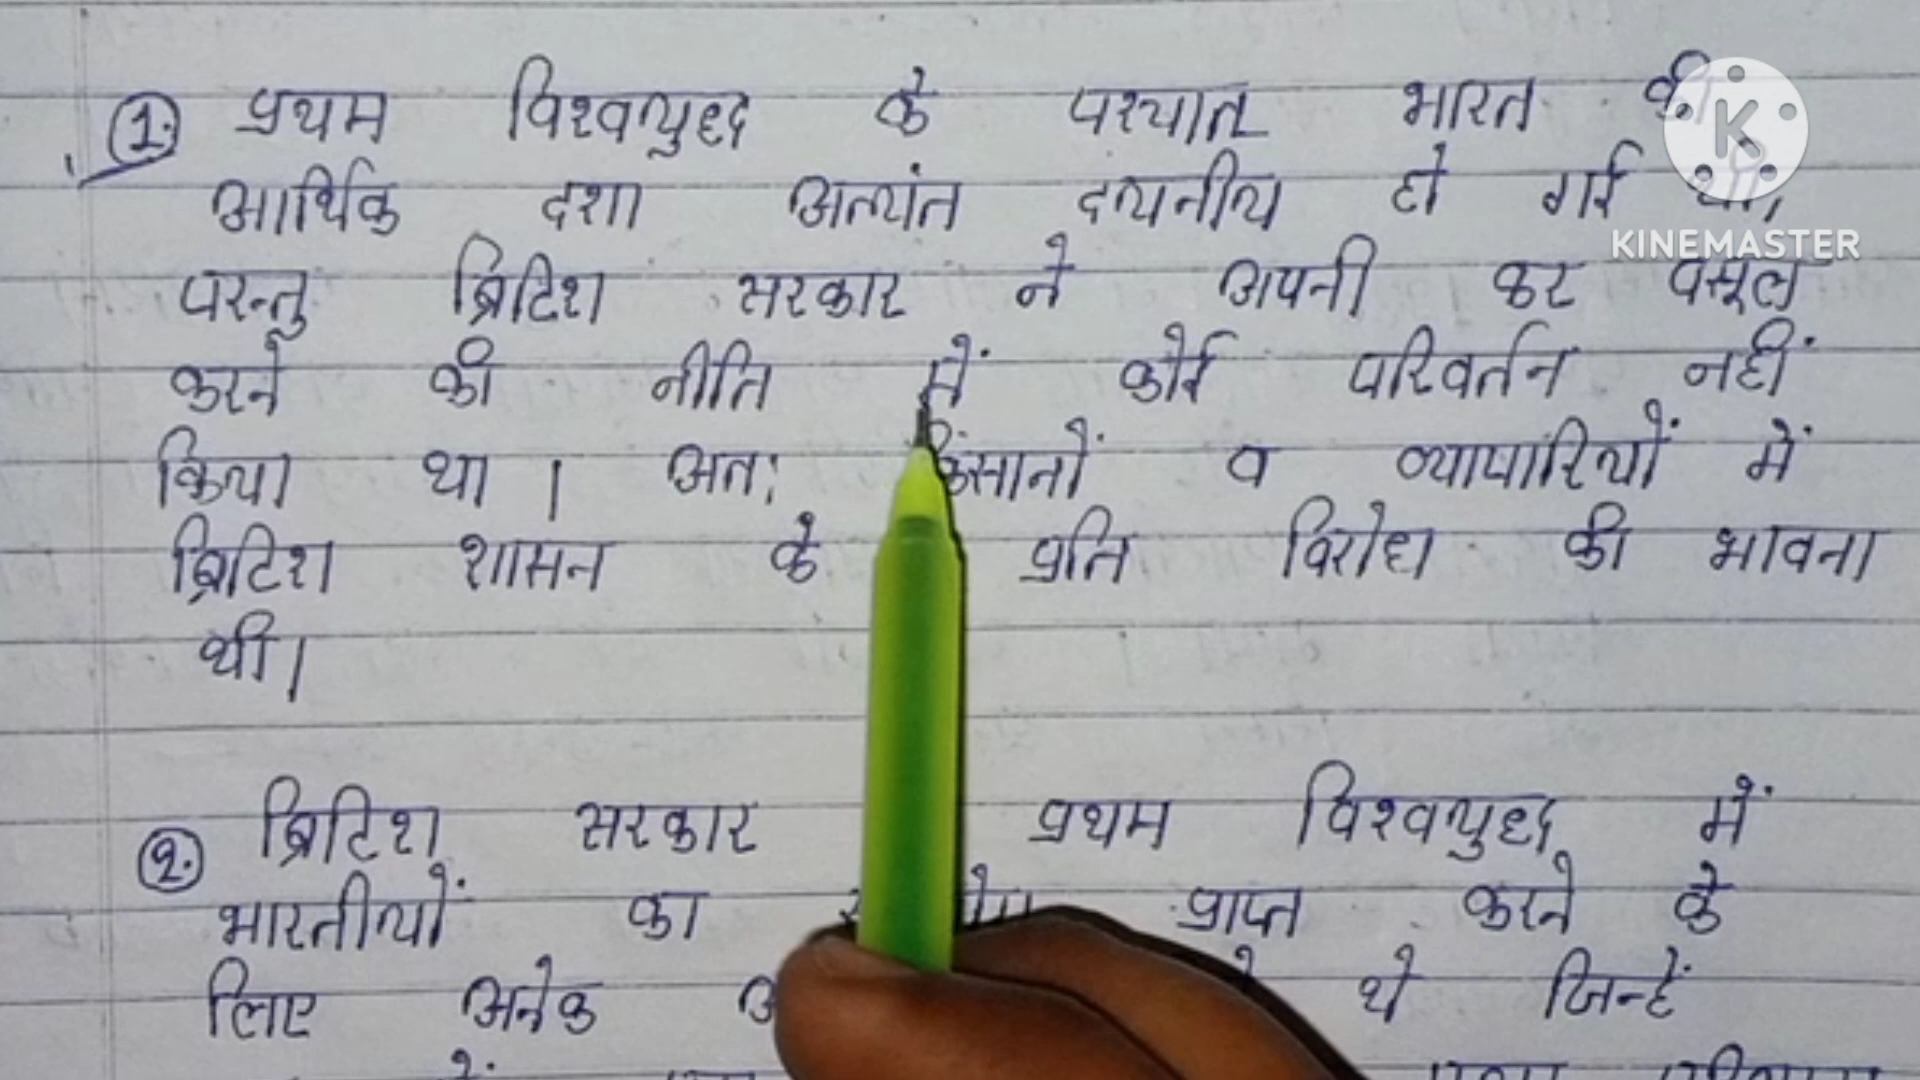 1. प्रथम विश्वयुद्ध के पश्चात् भारत की
आर्थिक दशा अत्यंत दयनीय हो गई थी,
KINEMASTER
परन्तु ब्रिटिश सरकार ने अपनी कर वसूल
करने की नीति में कोई परिवर्तन नहीं
किया था। अतः किसानों व व्यापारियों में
ब्रिटिश शासन के प्रति विरोध की भावना
थी।
2. ब्रिटिश सरकार प्रथम विश्वयुद्ध में
भारतीयों का प्राप्त करने के
लिए अनेक थे जिन्हें